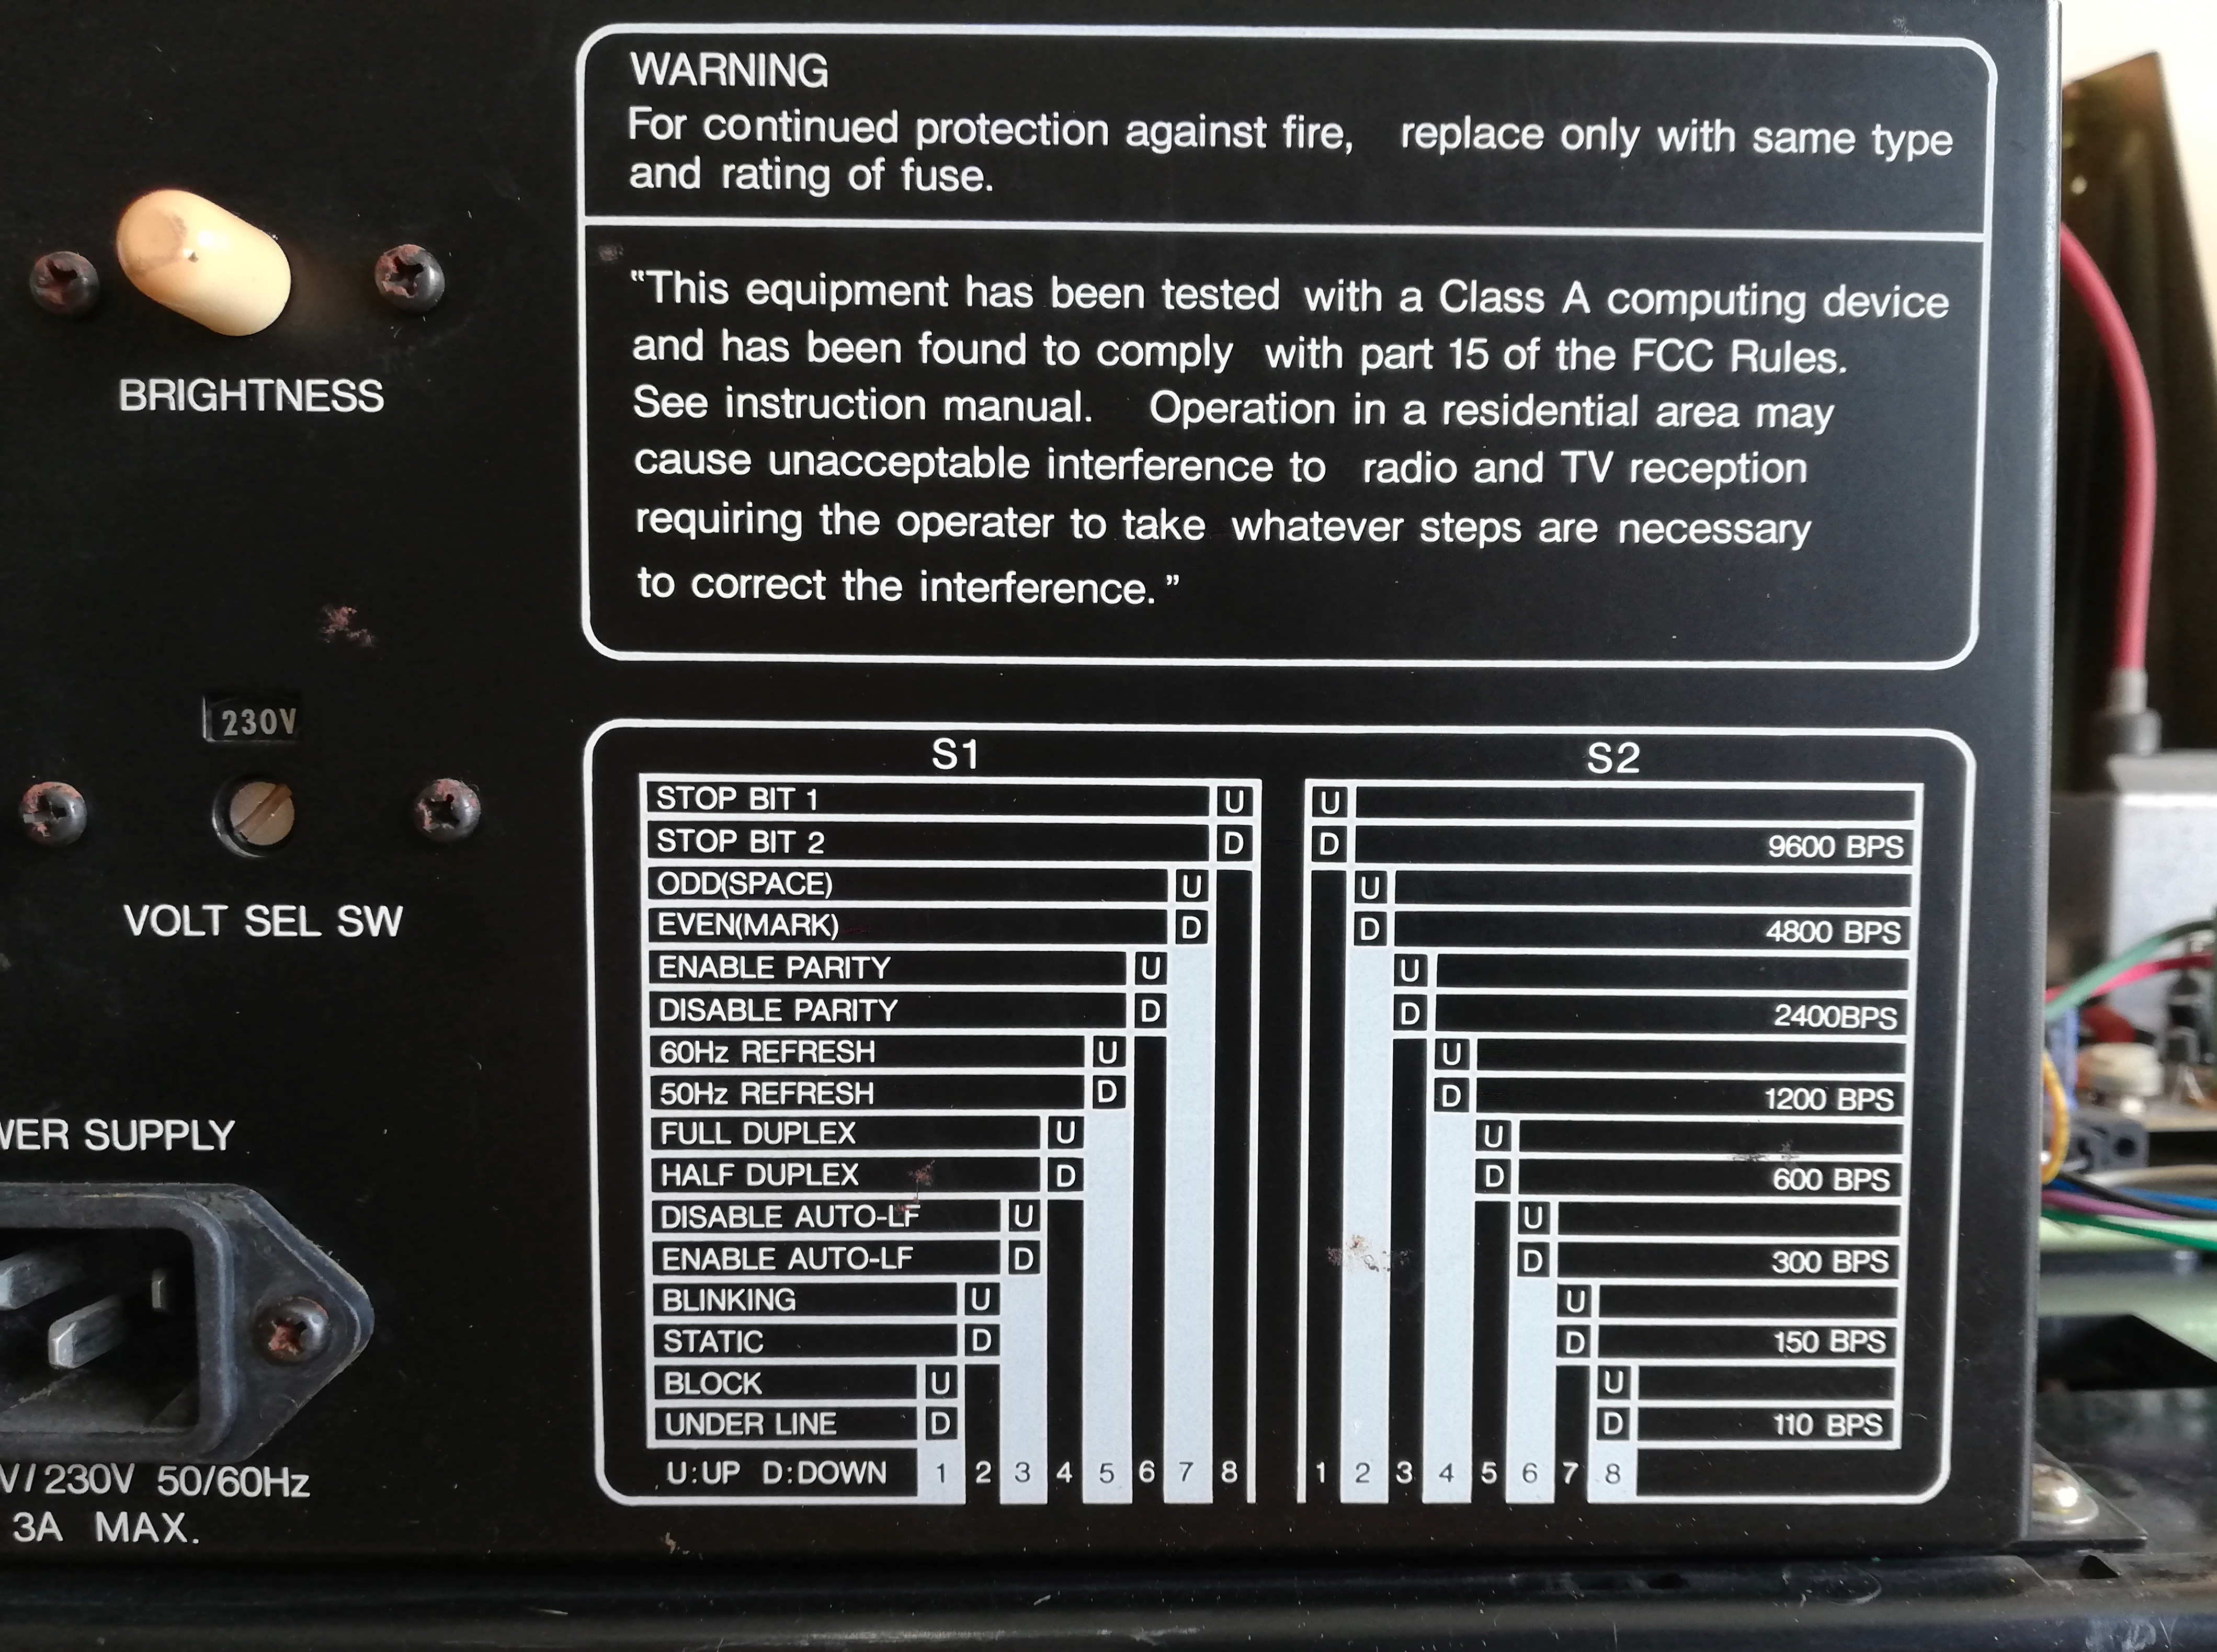 WARNING
For continued protection against fire, replace only with same type
and rating of fuse.
"This equipment has been tested with a Class A computing device
and has been found to comply with part 15 of the FCC Rules.
See instruction manual. Operation in a residential area may
cause unacceptable interference to radio and TV reception
requiring the operater to take whatever steps are necessary
to correct the interference."
BRIGHTNESS
230V
VOLT SEL SW
SUPPLY
/230V 50/60Hz
3A MAX.
S1
STOP BIT 1 U
STOP BIT 2 D
ODD(SPACE) U
EVEN(MARK) D
ENABLE PARITY U
DISABLE PARITY D
60Hz REFRESH U
50Hz REFRESH D
FULL DUPLEX U
HALF DUPLEX D
DISABLE AUTO-LF U
ENABLE AUTO-LF D
BLINKING U
STATIC D
BLOCK U
UNDER LINE D
U:UP D:DOWN 1 2 3 4 5 6 7 8
S2
U
D 9600 BPS
U
D 4800 BPS
U
D 2400BPS
U
D 1200 BPS
U
D 600 BPS
U
D 300 BPS
U
D 150 BPS
U
D 110 BPS
1 2 3 4 5 6 7 8